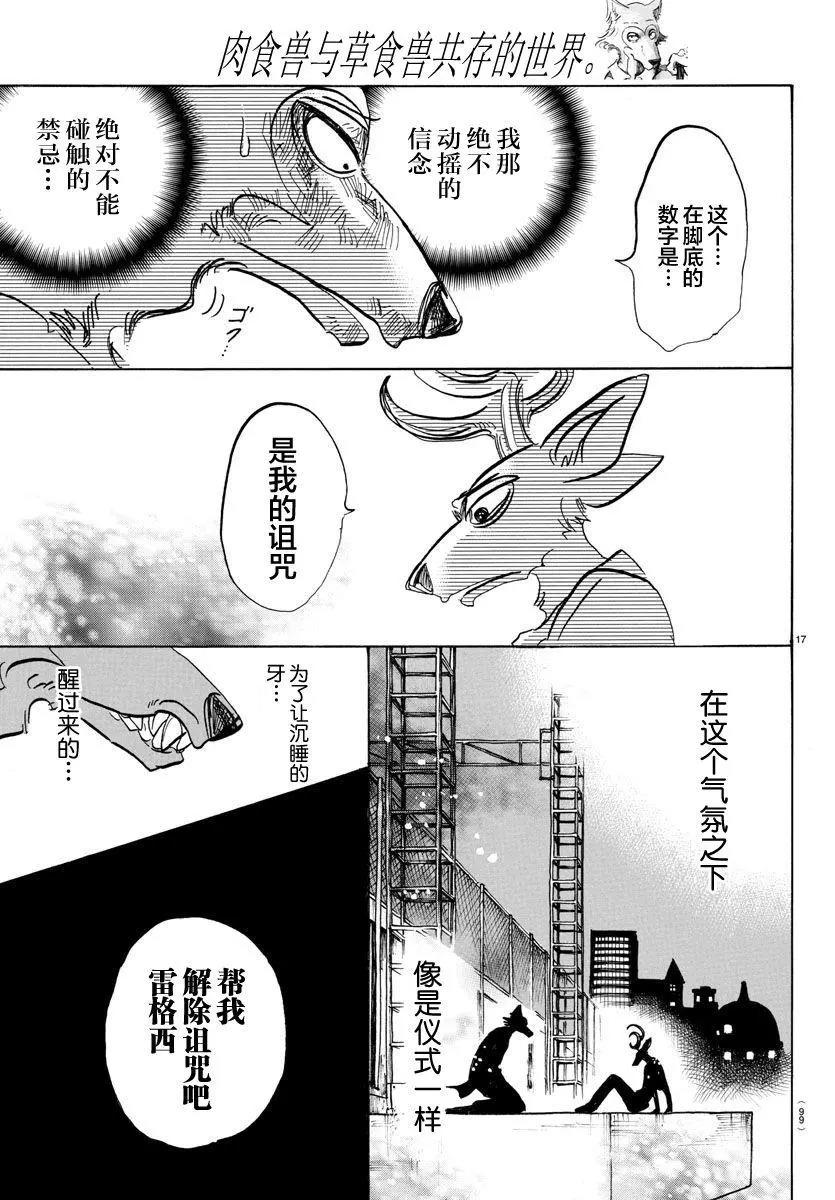 肉食兽与草食兽共存的世界。
这个…
在脚底的
数字是…
我那
绝不
动摇的
信念
绝对不能
碰触的
禁忌…
ゴクッ
是我的诅咒
17
在这个气氛之下
像是仪式一样
为了让沉睡的
牙…
醒过来的…
帮我
解除诅咒吧
雷格西
(99)